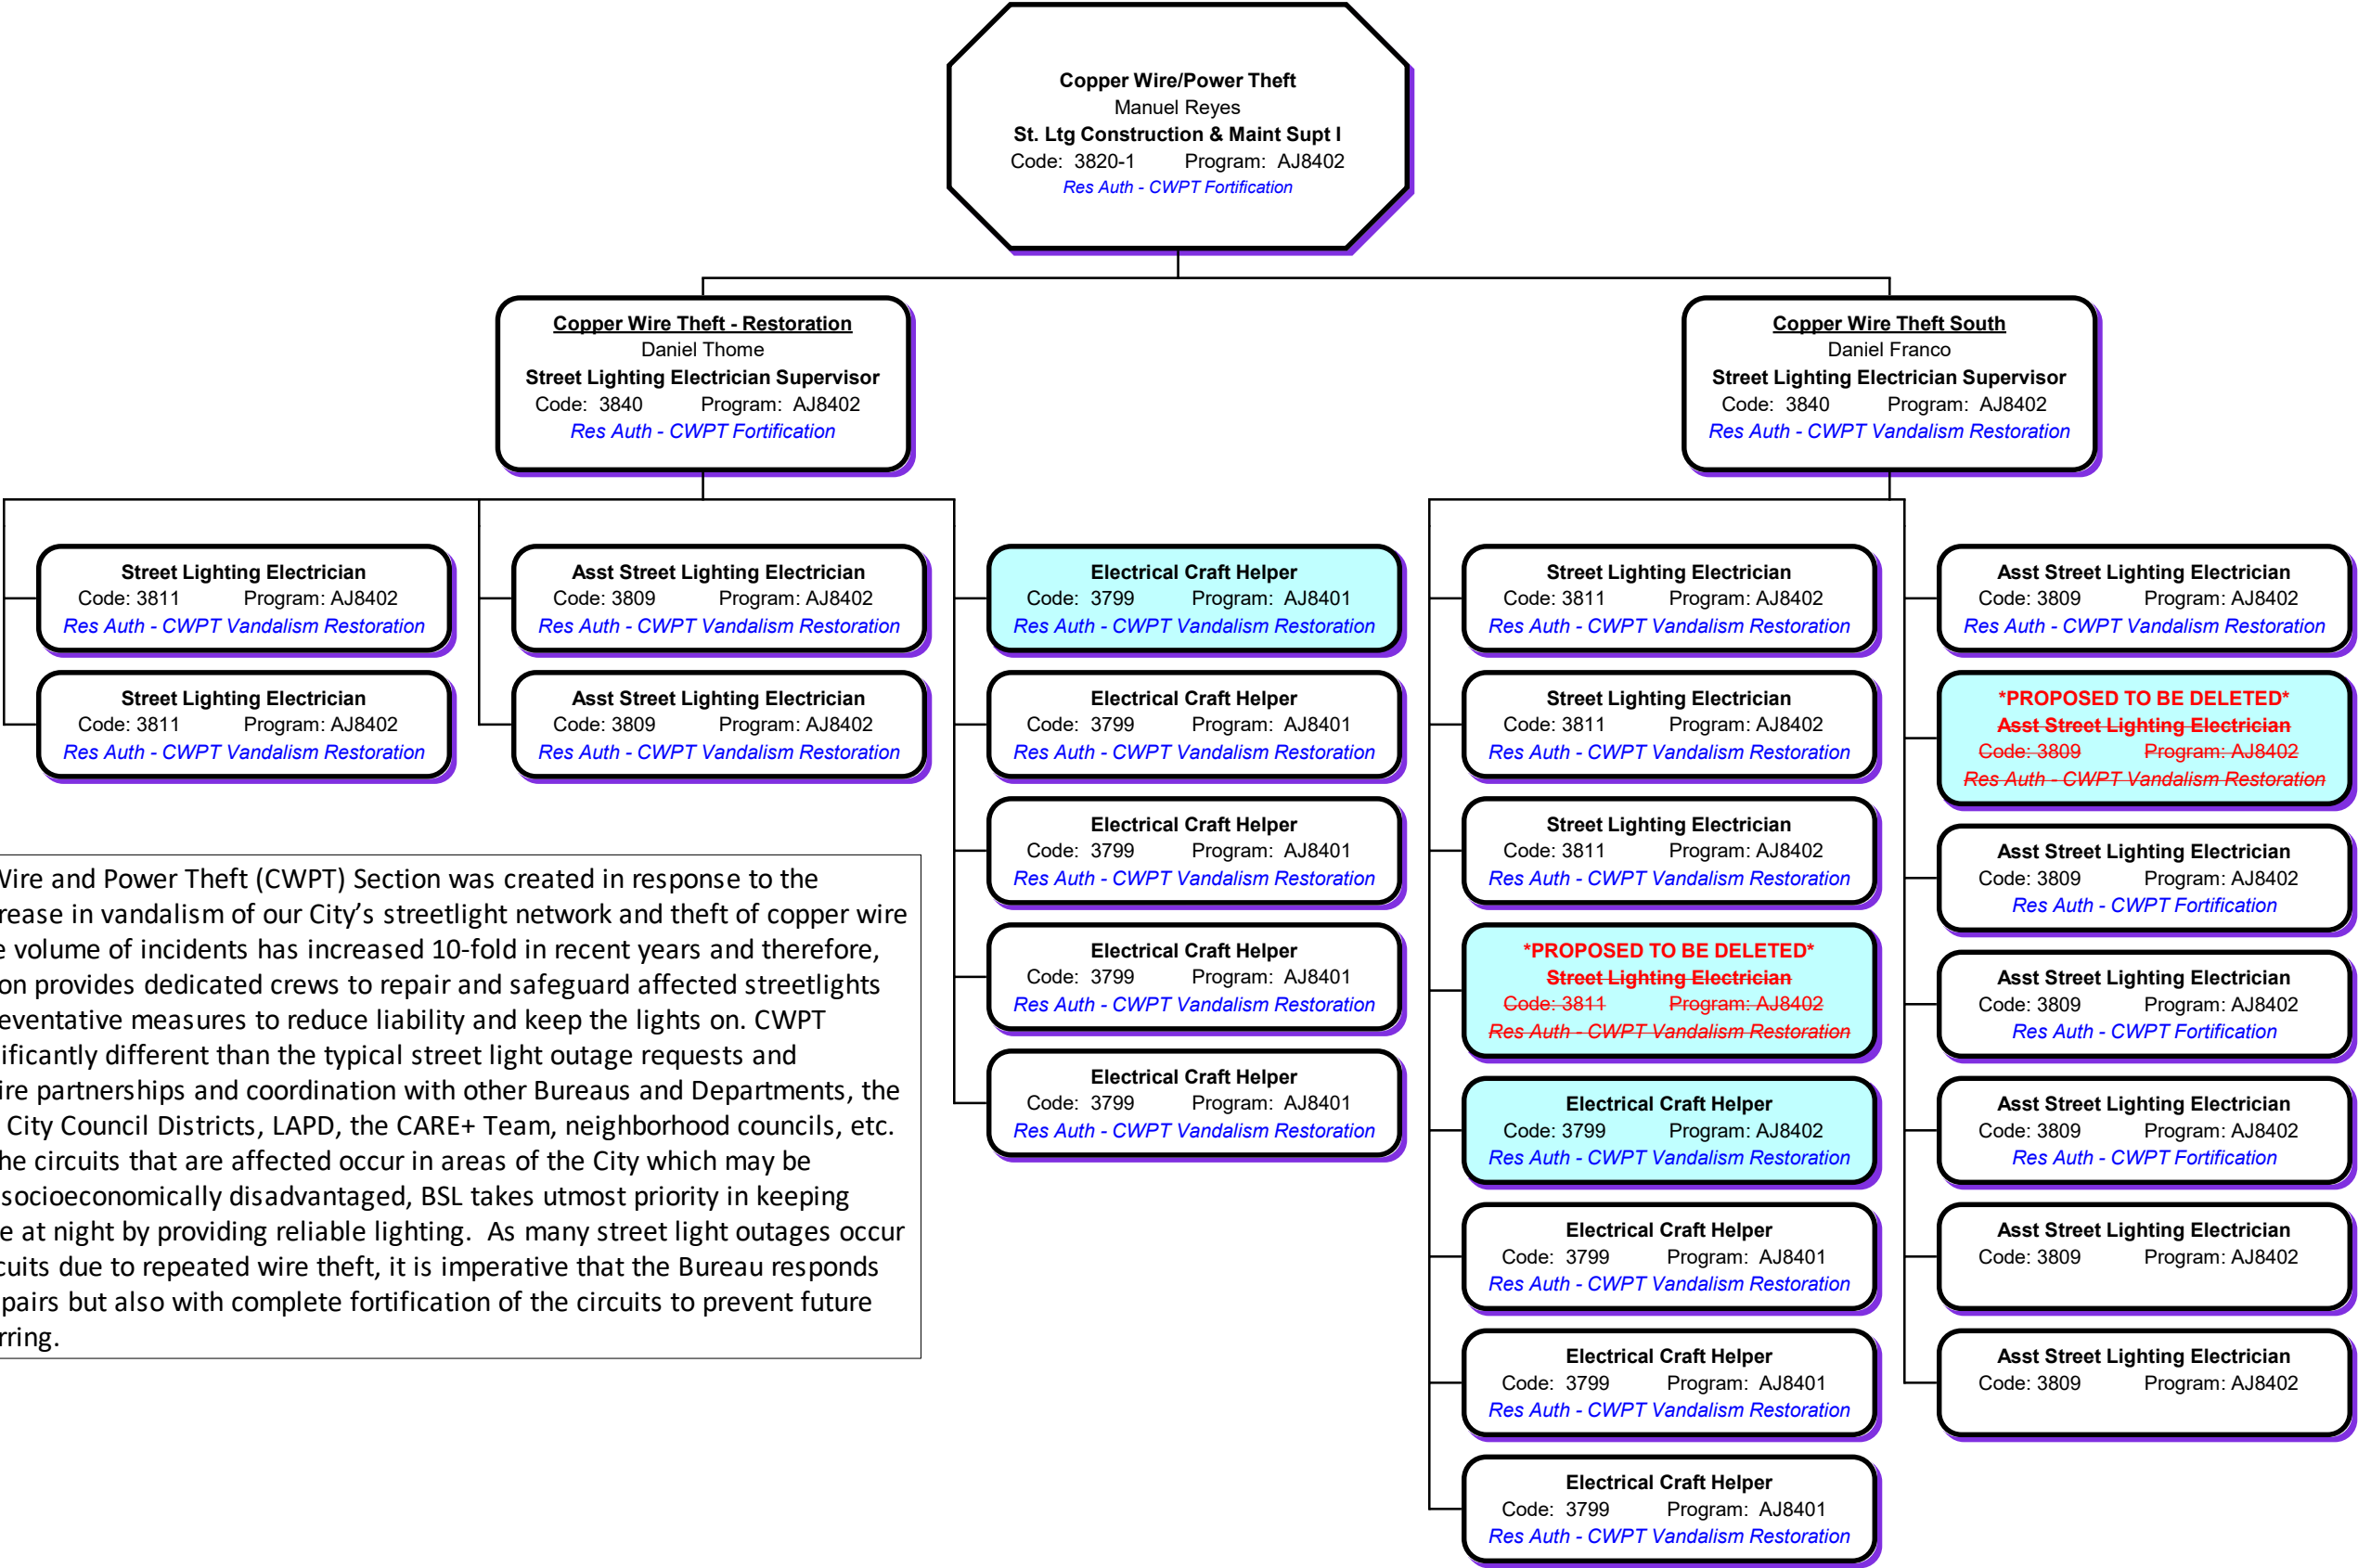 Copper Wire/Power Theft
Manuel Reyes
St. Ltg Construction & Maint Supt I
Code: 3820-1 Program: AJ8402
Res Auth - CWPT Fortification
Copper Wire Theft - Restoration
Daniel Thome
Street Lighting Electrician Supervisor
Code: 3840 Program: AJ8402
Res Auth - CWPT Fortification
Copper Wire Theft South
Daniel Franco
Street Lighting Electrician Supervisor
Code: 3840 Program: AJ8402
Res Auth - CWPT Vandalism Restoration
Street Lighting Electrician
Code: 3811 Program: AJ8402
Res Auth - CWPT Vandalism Restoration
Street Lighting Electrician
Code: 3811 Program: AJ8402
Res Auth - CWPT Vandalism Restoration
Asst Street Lighting Electrician
Code: 3809 Program: AJ8402
Res Auth - CWPT Vandalism Restoration
Asst Street Lighting Electrician
Code: 3809 Program: AJ8402
Res Auth - CWPT Vandalism Restoration
Electrical Craft Helper
Code: 3799 Program: AJ8401
Res Auth - CWPT Vandalism Restoration
Electrical Craft Helper
Code: 3799 Program: AJ8401
Res Auth - CWPT Vandalism Restoration
Electrical Craft Helper
Code: 3799 Program: AJ8401
Res Auth - CWPT Vandalism Restoration
Electrical Craft Helper
Code: 3799 Program: AJ8401
Res Auth - CWPT Vandalism Restoration
Electrical Craft Helper
Code: 3799 Program: AJ8401
Res Auth - CWPT Vandalism Restoration
Street Lighting Electrician
Code: 3811 Program: AJ8402
Res Auth - CWPT Vandalism Restoration
Street Lighting Electrician
Code: 3811 Program: AJ8402
Res Auth - CWPT Vandalism Restoration
Street Lighting Electrician
Code: 3811 Program: AJ8402
Res Auth - CWPT Vandalism Restoration
*PROPOSED TO BE DELETED*
Street Lighting Electrician
Code: 3811 Program: AJ8402
Res Auth - CWPT Vandalism Restoration
Electrical Craft Helper
Code: 3799 Program: AJ8402
Res Auth - CWPT Vandalism Restoration
Electrical Craft Helper
Code: 3799 Program: AJ8401
Res Auth - CWPT Vandalism Restoration
Electrical Craft Helper
Code: 3799 Program: AJ8401
Res Auth - CWPT Vandalism Restoration
Electrical Craft Helper
Code: 3799 Program: AJ8401
Res Auth - CWPT Vandalism Restoration
Asst Street Lighting Electrician
Code: 3809 Program: AJ8402
Res Auth - CWPT Vandalism Restoration
*PROPOSED TO BE DELETED*
Asst Street Lighting Electrician
Code: 3809 Program: AJ8402
Res Auth - CWPT Vandalism Restoration
Asst Street Lighting Electrician
Code: 3809 Program: AJ8402
Res Auth - CWPT Fortification
Asst Street Lighting Electrician
Code: 3809 Program: AJ8402
Res Auth - CWPT Fortification
Asst Street Lighting Electrician
Code: 3809 Program: AJ8402
Res Auth - CWPT Fortification
Asst Street Lighting Electrician
Code: 3809 Program: AJ8402
Asst Street Lighting Electrician
Code: 3809 Program: AJ8402
Wire and Power Theft (CWPT) Section was created in response to the
rease in vandalism of our City's streetlight network and theft of copper wire
e volume of incidents has increased 10-fold in recent years and therefore,
on provides dedicated crews to repair and safeguard affected streetlights
eventative measures to reduce liability and keep the lights on. CWPT
ificantly different than the typical street light outage requests and
ire partnerships and coordination with other Bureaus and Departments, the
City Council Districts, LAPD, the CARE+ Team, neighborhood councils, etc.
he circuits that are affected occur in areas of the City which may be
socioeconomically disadvantaged, BSL takes utmost priority in keeping
e at night by providing reliable lighting. As many street light outages occur
cuits due to repeated wire theft, it is imperative that the Bureau responds
pairs but also with complete fortification of the circuits to prevent future
rring.